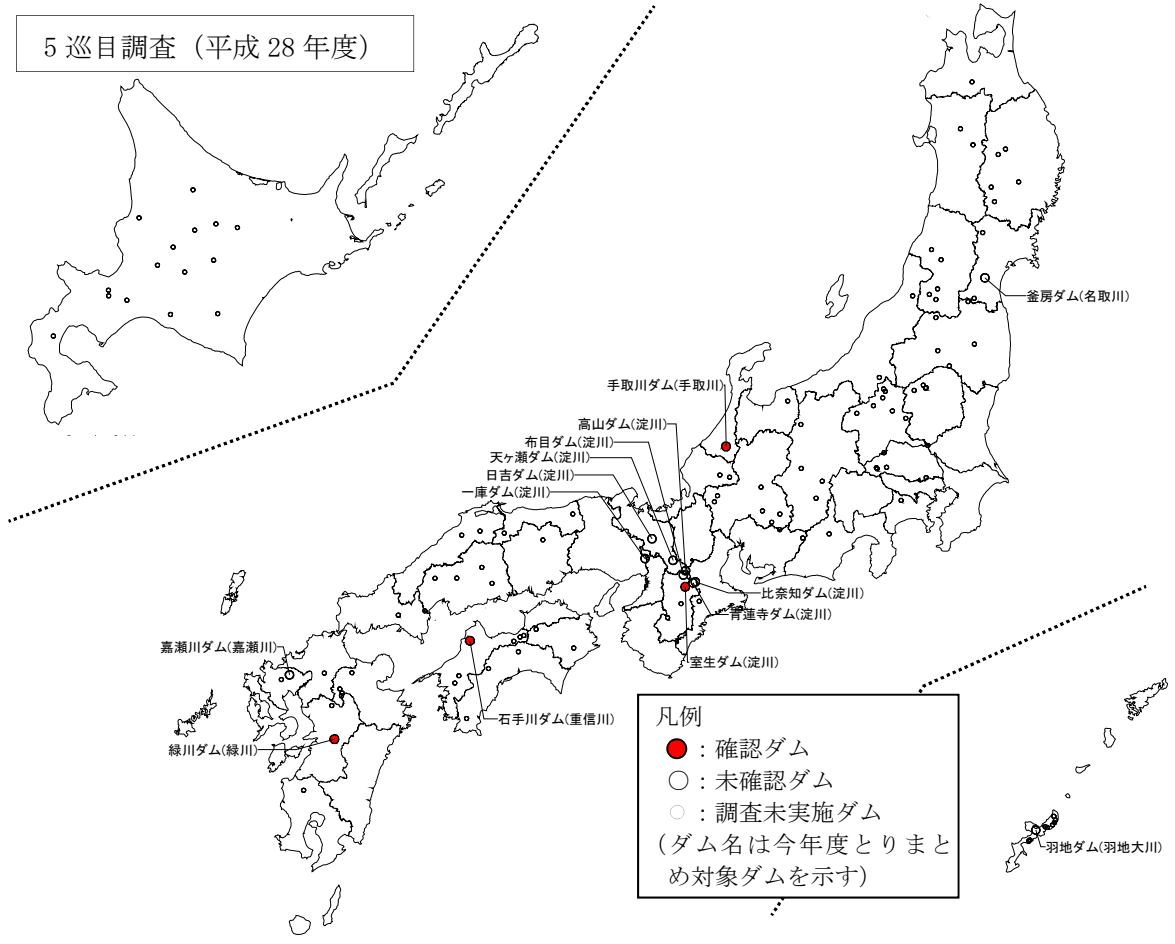 5 巡目調査（平成 28 年度）
釜房ダム(名取川)
手取川ダム(手取川)
高山ダム(淀川)
布目ダム(淀川)
天ヶ瀬ダム(淀川)
日吉ダム(淀川)
一庫ダム(淀川)
比奈知ダム(淀川)
青蓮寺ダム(淀川)
室生ダム(淀川)
嘉瀬川ダム(嘉瀬川)
石手川ダム(重信川)
緑川ダム(緑川)
羽地ダム(羽地大川)
凡例
：確認ダム
○：未確認ダム
○：調査未実施ダム
(ダム名は今年度とりまと
め対象ダムを示す)